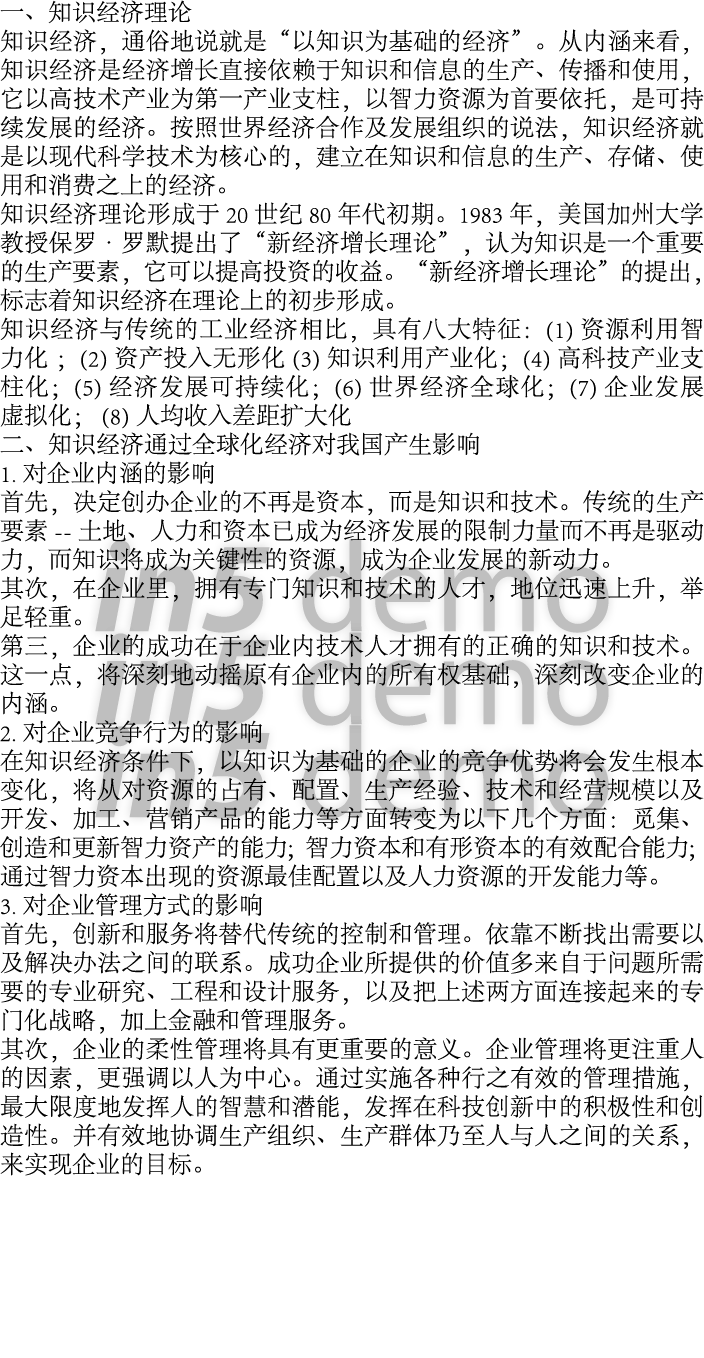 一、知识经济理论
知识经济，通俗地说就是“以知识为基础的经济”。从内涵来看，
知识经济是经济增长直接依赖于知识和信息的生产、传播和使用，
它以高技术产业为第一产业支柱，以智力资源为首要依托，是可持
续发展的经济。按照世界经济合作及发展组织的说法，知识经济就
是以现代科学技术为核心的，建立在知识和信息的生产、存储、使
用和消费之上的经济。
知识经济理论形成于 20 世纪 80 年代初期。1983 年，美国加州大学
教授保罗 · 罗默提出了“新经济增长理论”，认为知识是一个重要
的生产要素，它可以提高投资的收益。“新经济增长理论”的提出，
标志着知识经济在理论上的初步形成。
知识经济与传统的工业经济相比，具有八大特征：(1) 资源利用智
力化 ；(2) 资产投入无形化 (3) 知识利用产业化；(4) 高科技产业支
柱化；(5) 经济发展可持续化；(6) 世界经济全球化；(7) 企业发展
虚拟化； (8) 人均收入差距扩大化
二、知识经济通过全球化经济对我国产生影响
1. 对企业内涵的影响
首先，决定创办企业的不再是资本，而是知识和技术。传统的生产
要素 -- 土地、人力和资本已成为经济发展的限制力量而不再是驱动
力，而知识将成为关键性的资源，成为企业发展的新动力。
其次，在企业里，拥有专门知识和技术的人才，地位迅速上升，举
足轻重。
第三，企业的成功在于企业内技术人才拥有的正确的知识和技术。
这一点，将深刻地动摇原有企业内的所有权基础，深刻改变企业的
内涵。
2. 对企业竞争行为的影响
在知识经济条件下，以知识为基础的企业的竞争优势将会发生根本
变化，将从对资源的占有、配置、生产经验、技术和经营规模以及
开发、加工、营销产品的能力等方面转变为以下几个方面：觅集、
创造和更新智力资产的能力; 智力资本和有形资本的有效配合能力;
通过智力资本出现的资源最佳配置以及人力资源的开发能力等。
3. 对企业管理方式的影响
首先，创新和服务将替代传统的控制和管理。依靠不断找出需要以
及解决办法之间的联系。成功企业所提供的价值多来自于问题所需
要的专业研究、工程和设计服务，以及把上述两方面连接起来的专
门化战略，加上金融和管理服务。
其次，企业的柔性管理将具有更重要的意义。企业管理将更注重人
的因素，更强调以人为中心。通过实施各种行之有效的管理措施，
最大限度地发挥人的智慧和潜能，发挥在科技创新中的积极性和创
造性。并有效地协调生产组织、生产群体乃至人与人之间的关系，
来实现企业的目标。
in5 demo
in5 demo
in5 demo